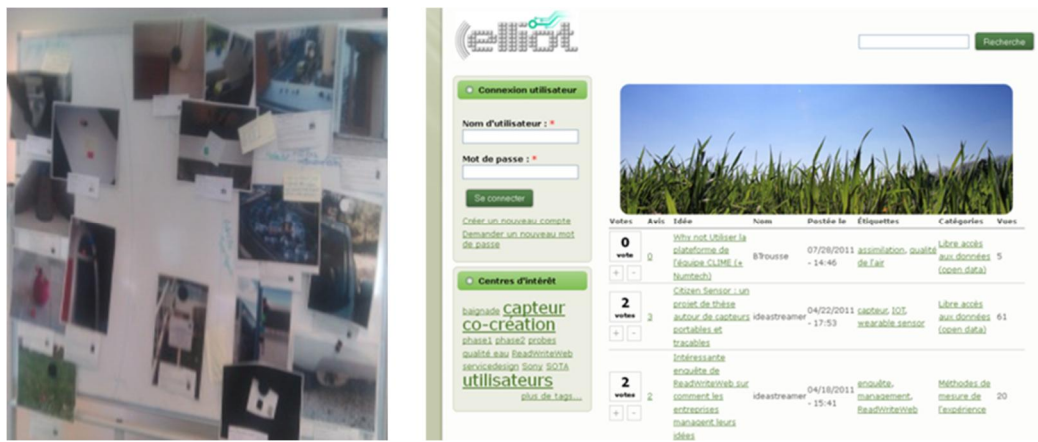 elliot
Recherche
Connexion utilisateur
Nom d'utilisateur : *
Mot de passe : *
Se connecter
Créer un nouveau compte
Demander un nouveau mot
de passe
Centres d'intérêt
baignade capteur
co-création
phase1 phase2 probes
qualité eau ReadWriteWeb
servicedesign Sony SOTA
utilisateurs
plus de tags....
Votes Avis Idée Nom Postée le Étiquettes Catégories Vues
0
vote
+ -
0
Why not Utiliser la
plateforme de
l'équipe CLIME (+
Numtech)
BTrousse
07/28/2011
- 14:46
assimilation, qualité
de l'air
Libre accès
aux données
(open data)
5
2
votes
+ -
3
Citizen Sensor : un
projet de thèse
autour de capteurs
portables et
traçables
ideastreamer
04/22/2011
- 17:53
capteur, IOT,
wearable sensor
Libre accès
aux données
(open data)
61
2
votes
+ -
2
Intéressante
enquête de
ReadWriteWeb sur
comment les
entreprises
managent leurs
idées
ideastreamer
04/18/2011
- 15:41
enquête,
management,
ReadWriteWeb
Méthodes de
mesure de
l'expérience
20